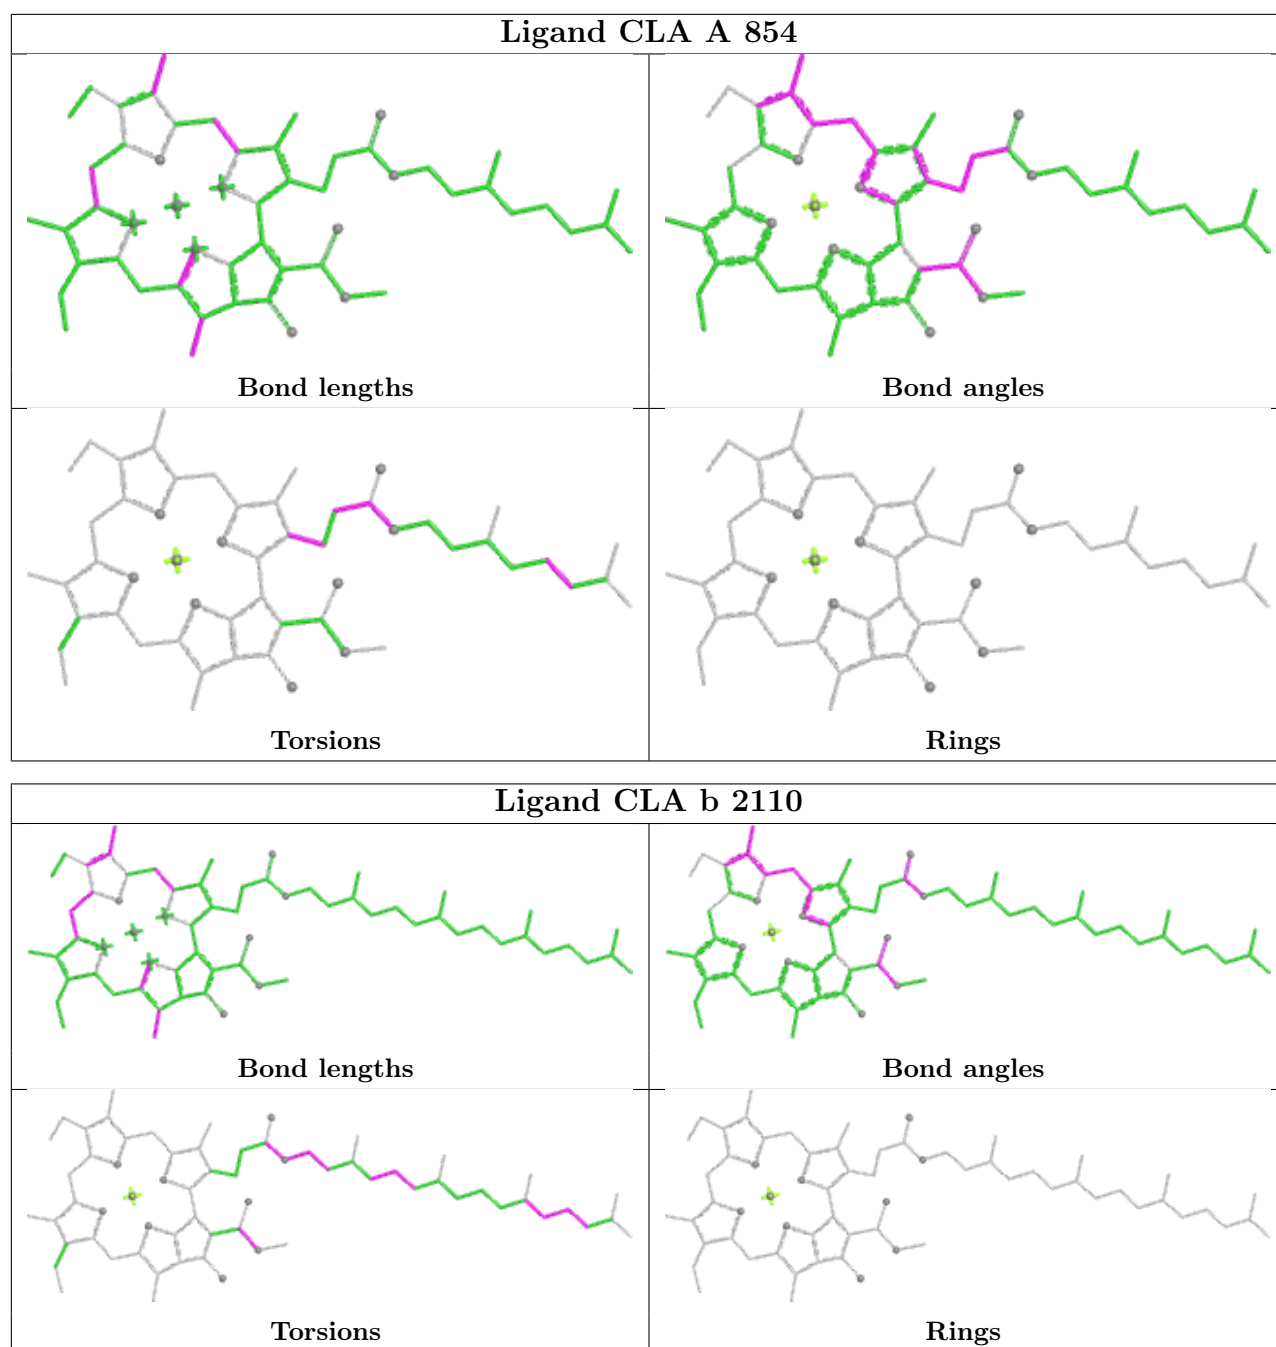 Ligand CLA A 854
Bond lengths
Bond angles
Torsions
Rings
Ligand CLA b 2110
Bond lengths
Bond angles
Torsions
Rings